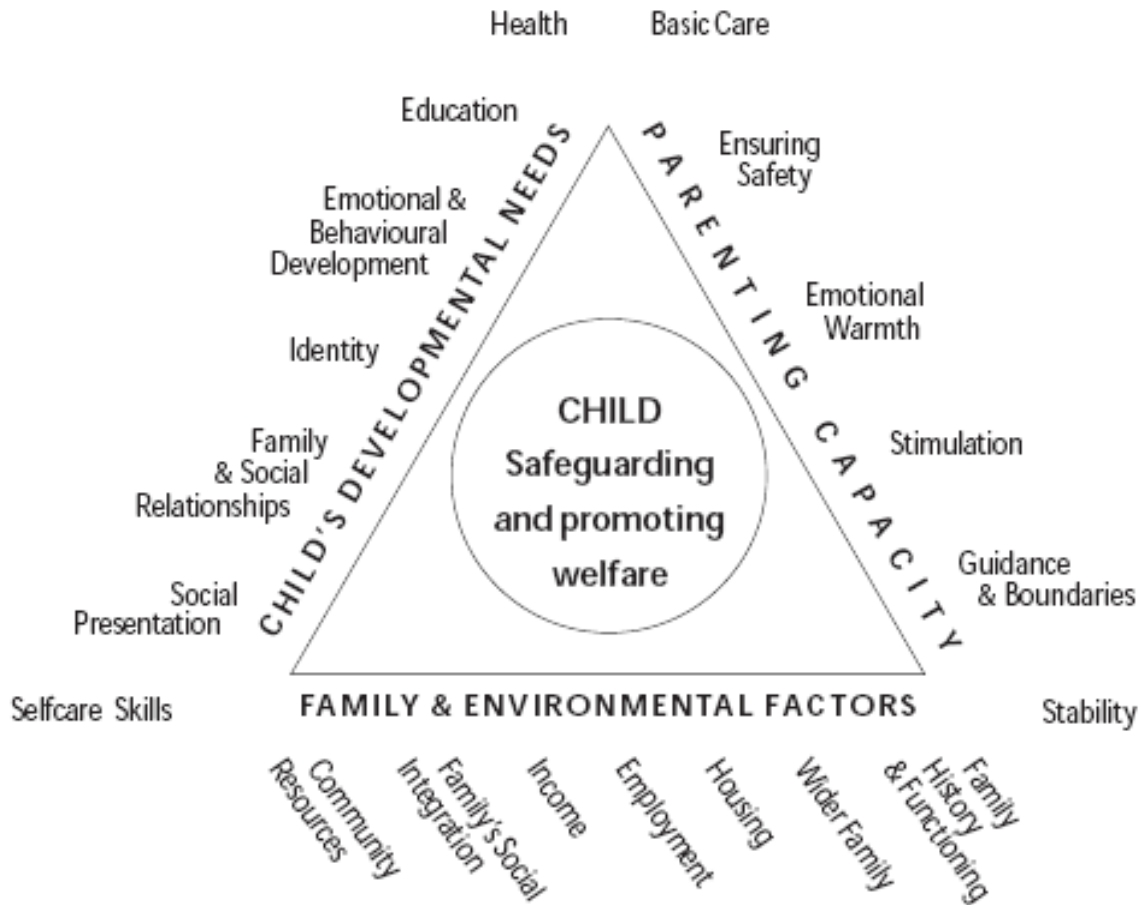 Health
Basic Care
Education
Emotional &
Behavioural
Development
Identity
Family
& Social
Relationships
Social
Presentation
Selfcare Skills
CHILD'S DEVELOPMENTAL NEEDS
PARENTING CAPACITY
Ensuring
Safety
Emotional
Warmth
Stimulation
Guidance
& Boundaries
Stability
CHILD
Safeguarding
and promoting
welfare
FAMILY & ENVIRONMENTAL FACTORS
Community
Resources
Family's Social
Integration
Income
Employment
Housing
Wider Family
Family
History
& Functioning